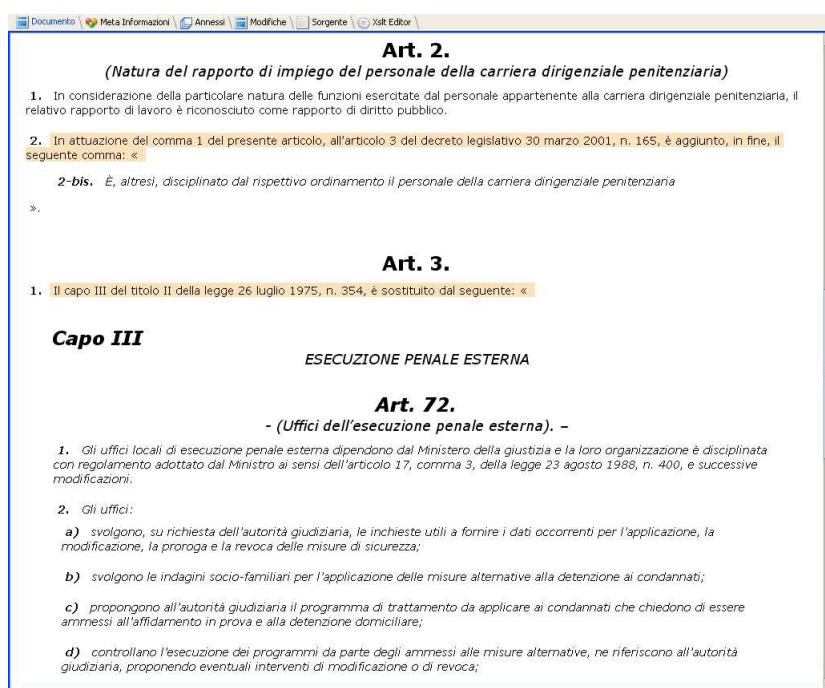 Documento \ Meta Informazioni \ Annessi \ Modifiche \ Sorgente \ Xslt Editor \
Art. 2.
(Natura del rapporto di impiego del personale della carriera dirigenziale penitenziaria)
1. In considerazione della particolare natura delle funzioni esercitate dal personale appartenente alla carriera dirigenziale penitenziaria, il
relativo rapporto di lavoro è riconosciuto come rapporto di diritto pubblico.
2. In attuazione del comma 1 del presente articolo, all'articolo 3 del decreto legislativo 30 marzo 2001, n. 165, è aggiunto, in fine, il
seguente comma: «
2-bis. È, altresì, disciplinato dal rispettivo ordinamento il personale della carriera dirigenziale penitenziaria
».
Art. 3.
1. Il capo III del titolo II della legge 26 luglio 1975, n. 354, è sostituito dal seguente: «
Capo III
ESECUZIONE PENALE ESTERNA
Art. 72.
- (Uffici dell'esecuzione penale esterna). –
1. Gli uffici locali di esecuzione penale esterna dipendono dal Ministero della giustizia e la loro organizzazione è disciplinata
con regolamento adottato dal Ministro ai sensi dell'articolo 17, comma 3, della legge 23 agosto 1988, n. 400, e successive
modificazioni.
2. Gli uffici:
a) svolgono, su richiesta dell'autorità giudiziaria, le inchieste utili a fornire i dati occorrenti per l'applicazione, la
modificazione, la proroga e la revoca delle misure di sicurezza;
b) svolgono le indagini socio-familiari per l'applicazione delle misure alternative alla detenzione ai condannati;
c) propongono all'autorità giudiziaria il programma di trattamento da applicare ai condannati che chiedono di essere
ammessi all'affidamento in prova e alla detenzione domiciliare;
d) controllano l'esecuzione dei programmi da parte degli ammessi alle misure alternative, ne riferiscono all'autorità
giudiziaria, proponendo eventuali interventi di modificazione o di revoca;